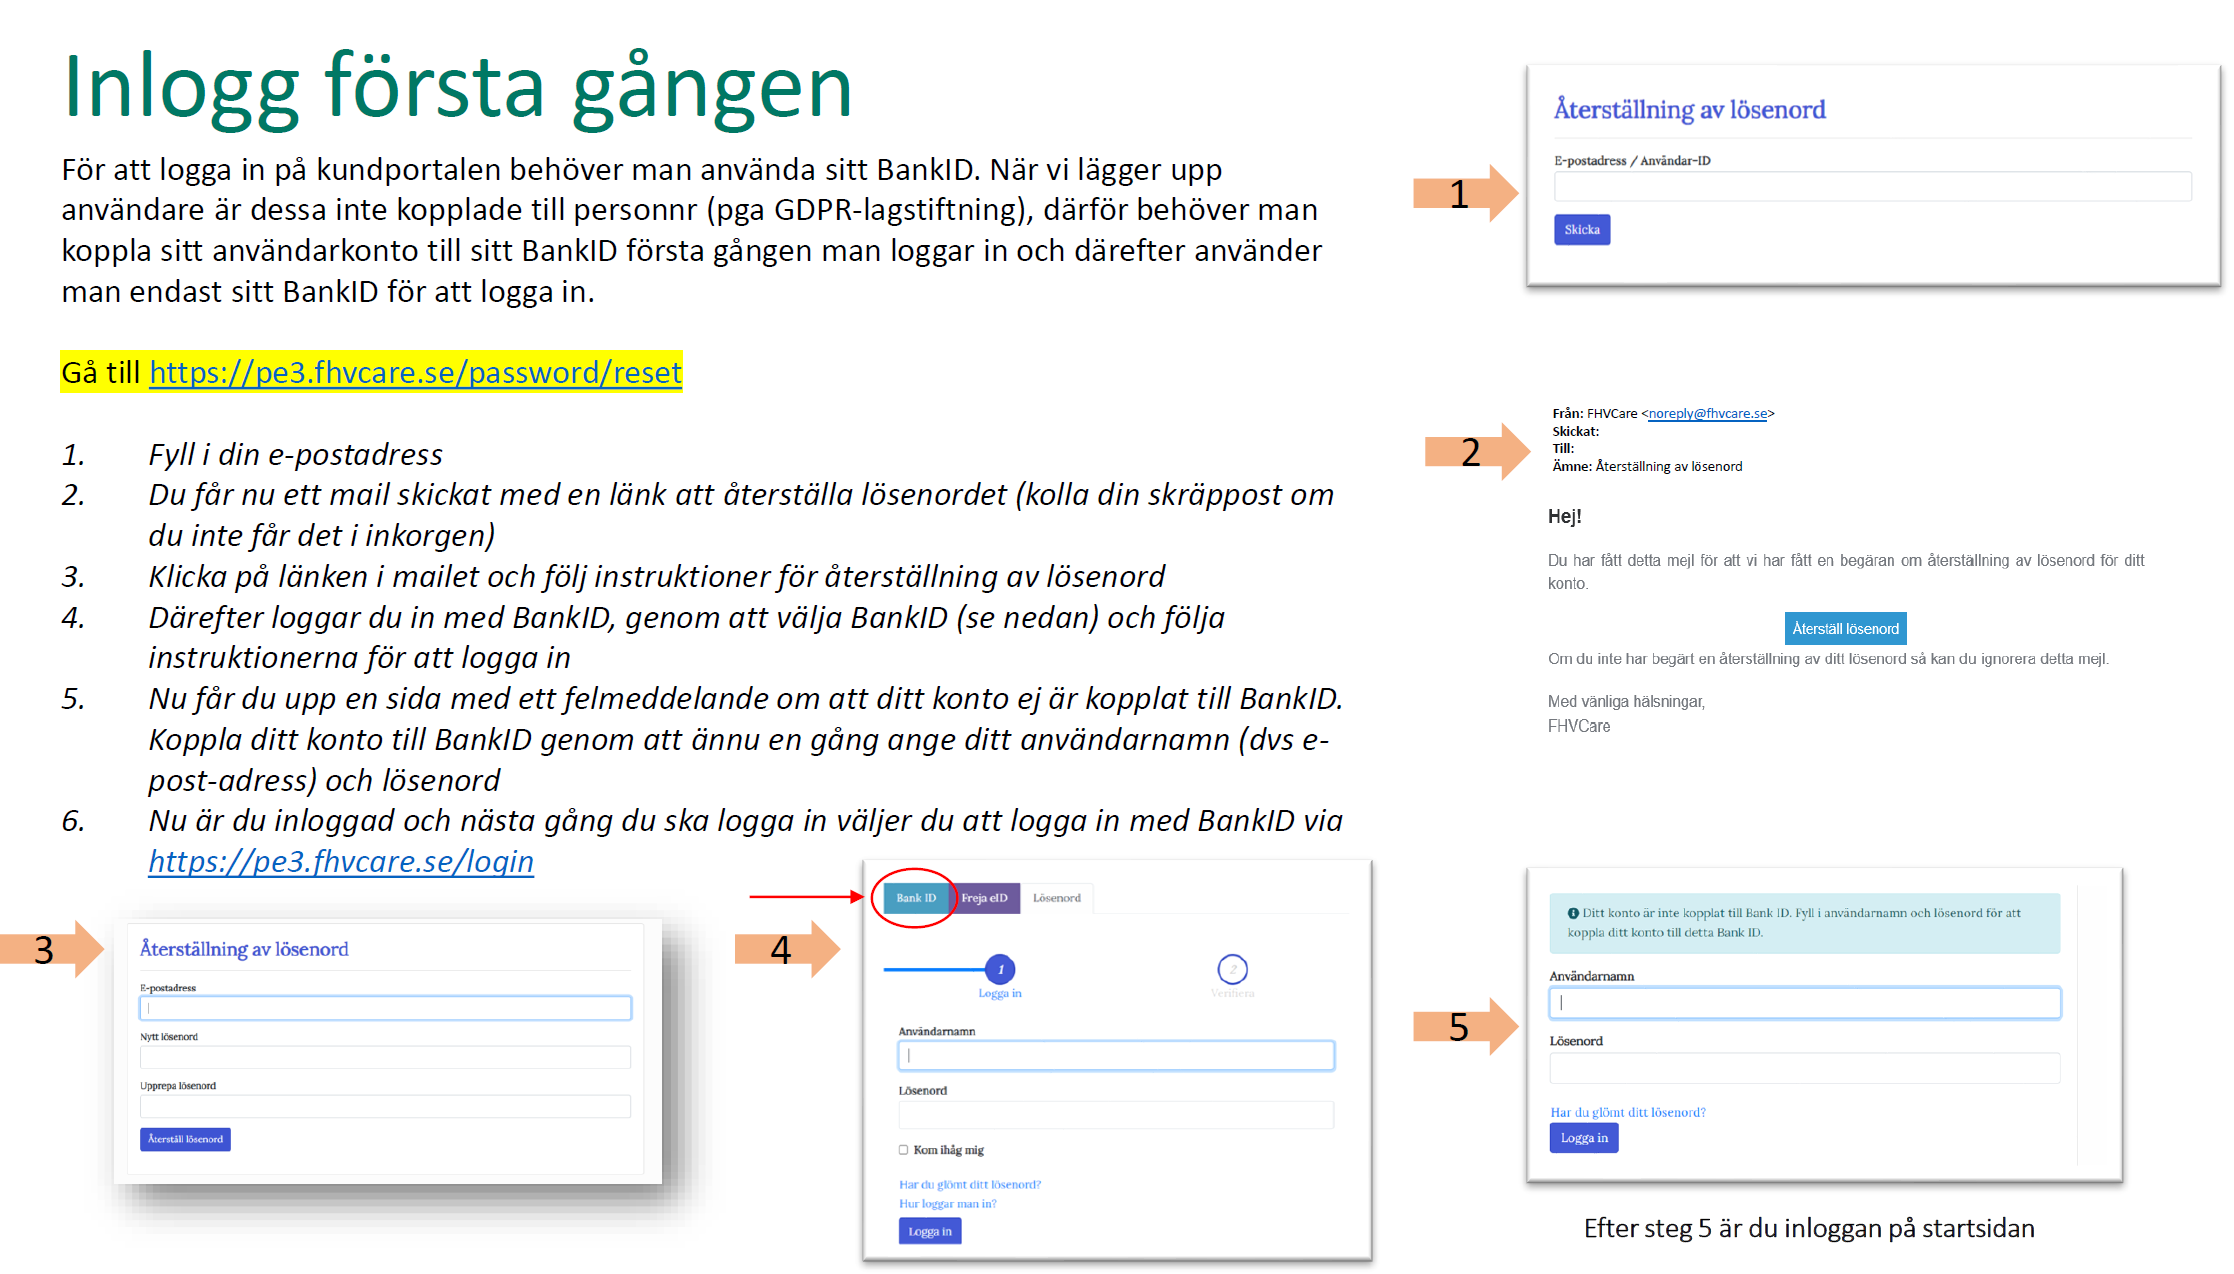 Inlogg första gången
För att logga in på kundportalen behöver man använda sitt BankID. När vi lägger upp
användare är dessa inte kopplade till personnr (pga GDPR-lagstiftning), därför behöver man
koppla sitt användarkonto till sitt BankID första gången man loggar in och därefter använder
man endast sitt BankID för att logga in.
Gå till https://pe3.fhvcare.se/password/reset
1. Fyll i din e-postadress
2. Du får nu ett mail skickat med en länk att återställa lösenordet (kolla din skräppost om
du inte får det i inkorgen)
3. Klicka på länken i mailet och följ instruktioner för återställning av lösenord
4. Därefter loggar du in med BankID, genom att välja BankID (se nedan) och följa
instruktionerna för att logga in
5. Nu får du upp en sida med ett felmeddelande om att ditt konto ej är kopplat till BankID.
Koppla ditt konto till BankID genom att ännu en gång ange ditt användarnamn (dvs e-
post-adress) och lösenord
6. Nu är du inloggad och nästa gång du ska logga in väljer du att logga in med BankID via
https://pe3.fhvcare.se/login
1
Återställning av lösenord
E-postadress / Användar-ID
Skicka
2
Från: FHVCare <noreply@fhvcare.se>
Skickat:
Till:
Ämne: Återställning av lösenord
Hej!
Du har fått detta mejl för att vi har fått en begäran om återställning av lösenord för ditt
konto.
Återställ lösenord
Om du inte har begärt en återställning av ditt lösenord så kan du ignorera detta mejl.
Med vänliga hälsningar,
FHVCare
3
Återställning av lösenord
E-postadress
Nytt lösenord
Upprepa lösenord
Återställ lösenord
4
Bank ID Freja eID Lösenord
1 2
Logga in Verifiera
Användarnamn
Lösenord
Kom ihåg mig
Har du glömt ditt lösenord?
Hur loggar man in?
Logga in
5
Ditt konto är inte kopplat till Bank ID. Fyll i användarnamn och lösenord för att
koppla ditt konto till detta Bank ID.
Användarnamn
Lösenord
Har du glömt ditt lösenord?
Logga in
Efter steg 5 är du inloggan på startsidan